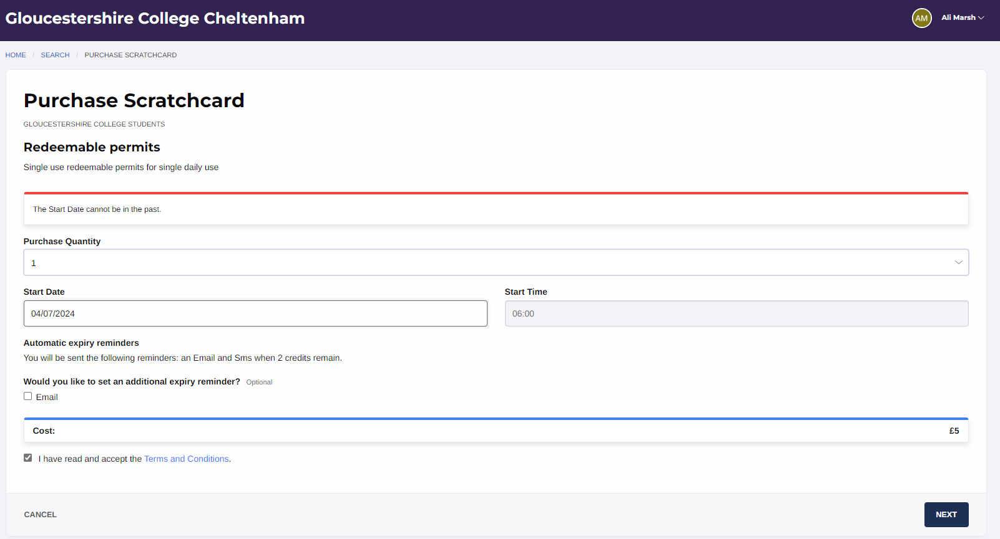 Gloucestershire College Cheltenham
AM
Ali Marsh
HOME / SEARCH / PURCHASE SCRATCHCARD
Purchase Scratchcard
GLOUCESTERSHIRE COLLEGE STUDENTS
Redeemable permits
Single use redeemable permits for single daily use
The Start Date cannot be in the past.
Purchase Quantity
1
Start Date
Start Time
04/07/2024
06:00
Automatic expiry reminders
You will be sent the following reminders: an Email and Sms when 2 credits remain.
Would you like to set an additional expiry reminder? Optional
Email
Cost: £5
I have read and accept the Terms and Conditions.
CANCEL
NEXT